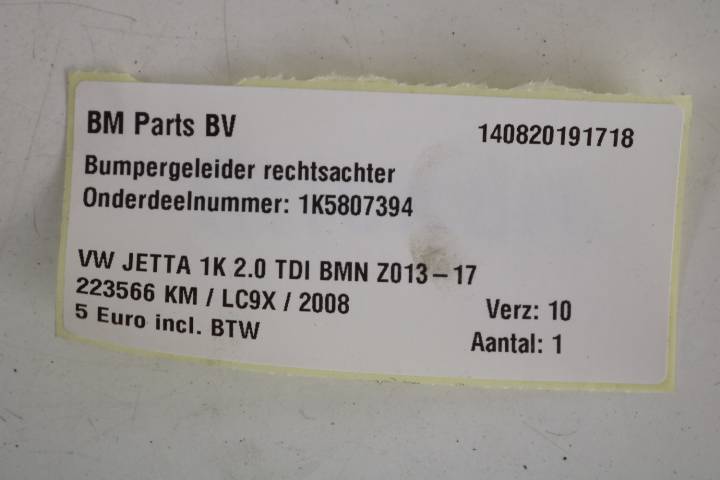 BM Parts BV 140820191718
Bumpergeleider rechtsachter
Onderdeelnummer: 1K5807394
VW JETTA 1K 2.0 TDI BMN Z013-17
223566 KM / LC9X / 2008 Verz: 10
5 Euro incl. BTW Aantal: 1